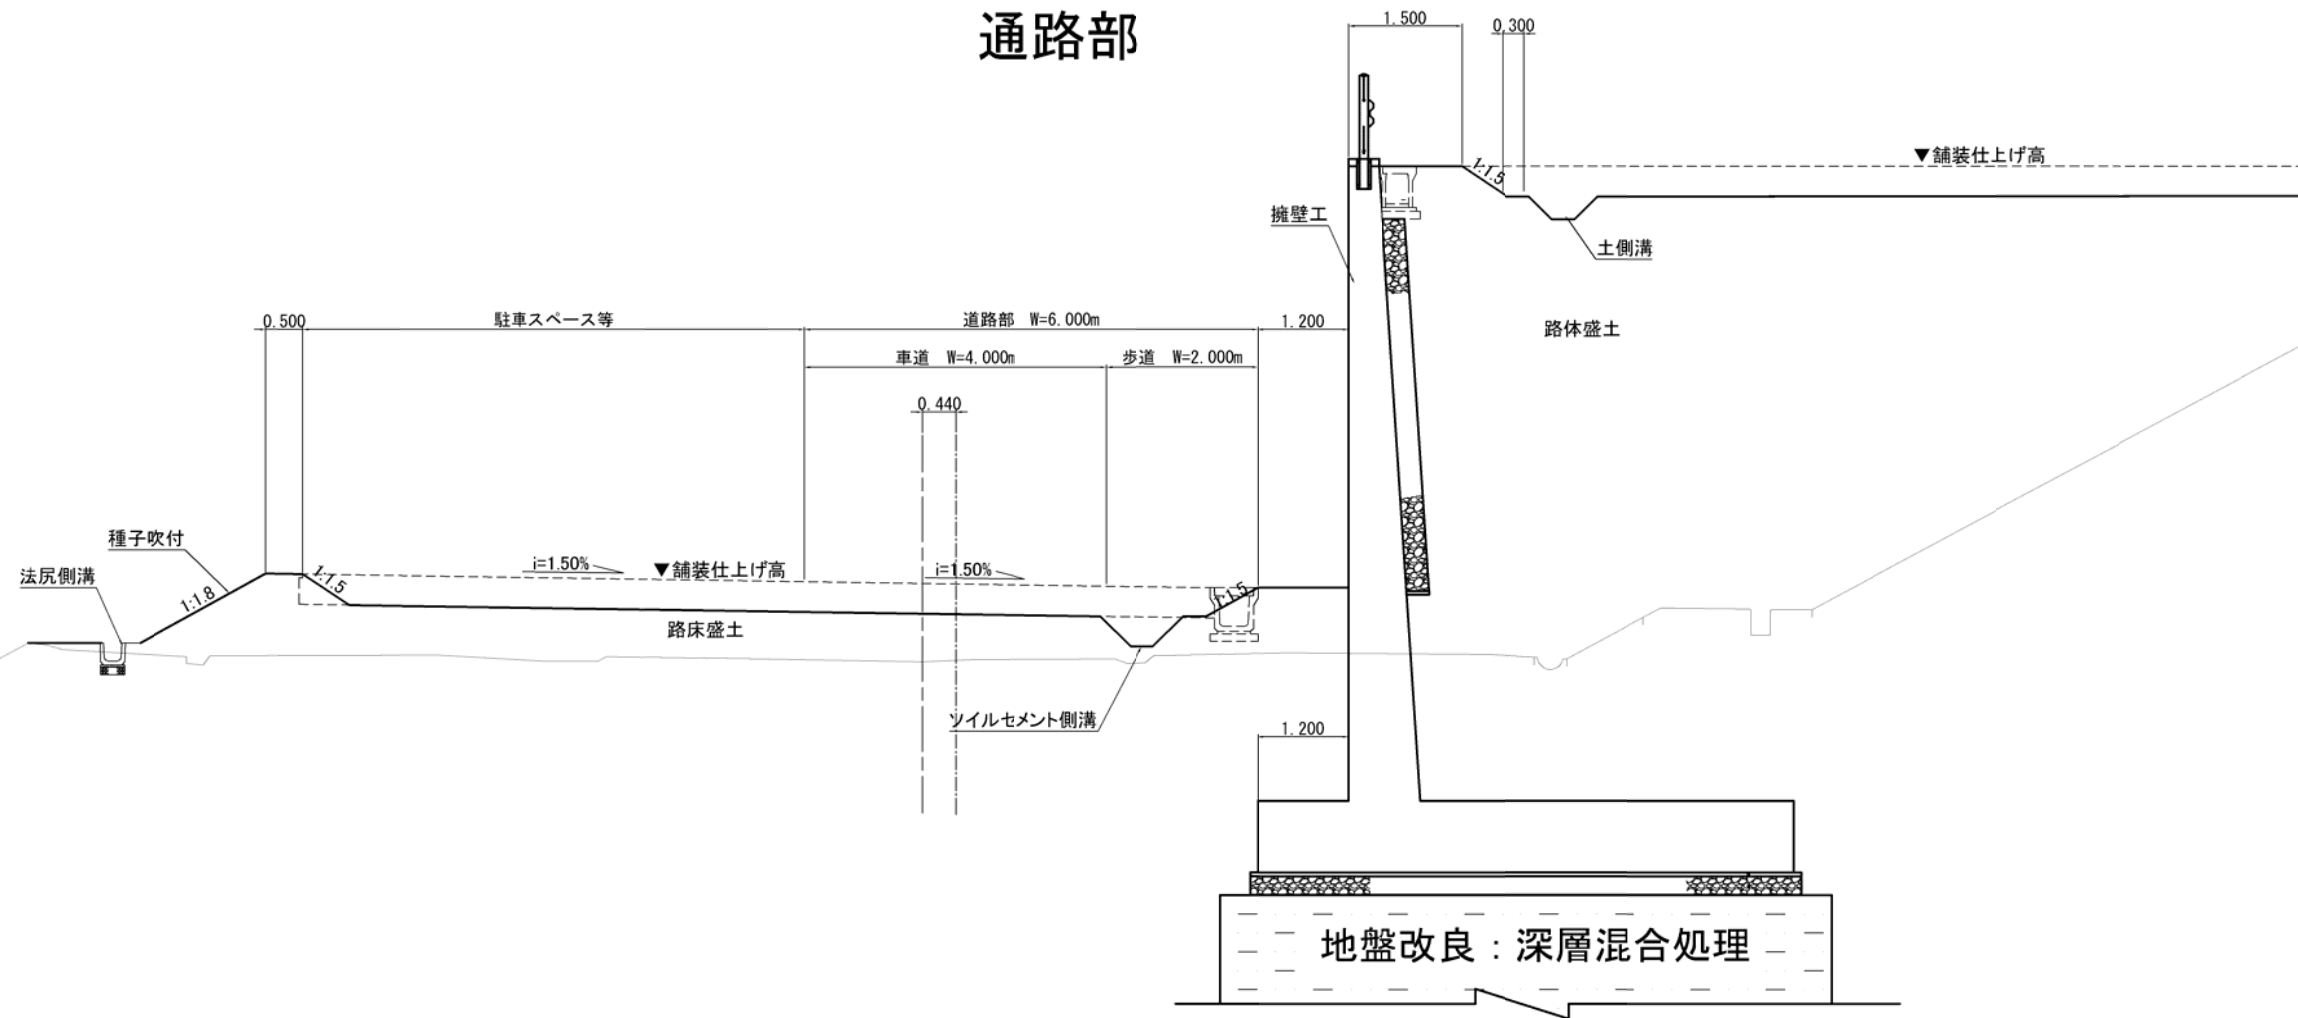 通路部
1.500
0.300
▼舗装仕上げ高
1:1.5
擁壁工
土側溝
路体盛土
0.500
駐車スペース等
道路部 W=6.000m
1.200
車道 W=4.000m
歩道 W=2.000m
0.440
種子吹付
法尻側溝
1:1.8
1:1.5
i=1.50%
▼舗装仕上げ高
i=1.50%
1:1.5
路床盛土
ソイルセメント側溝
1.200
地盤改良：深層混合処理